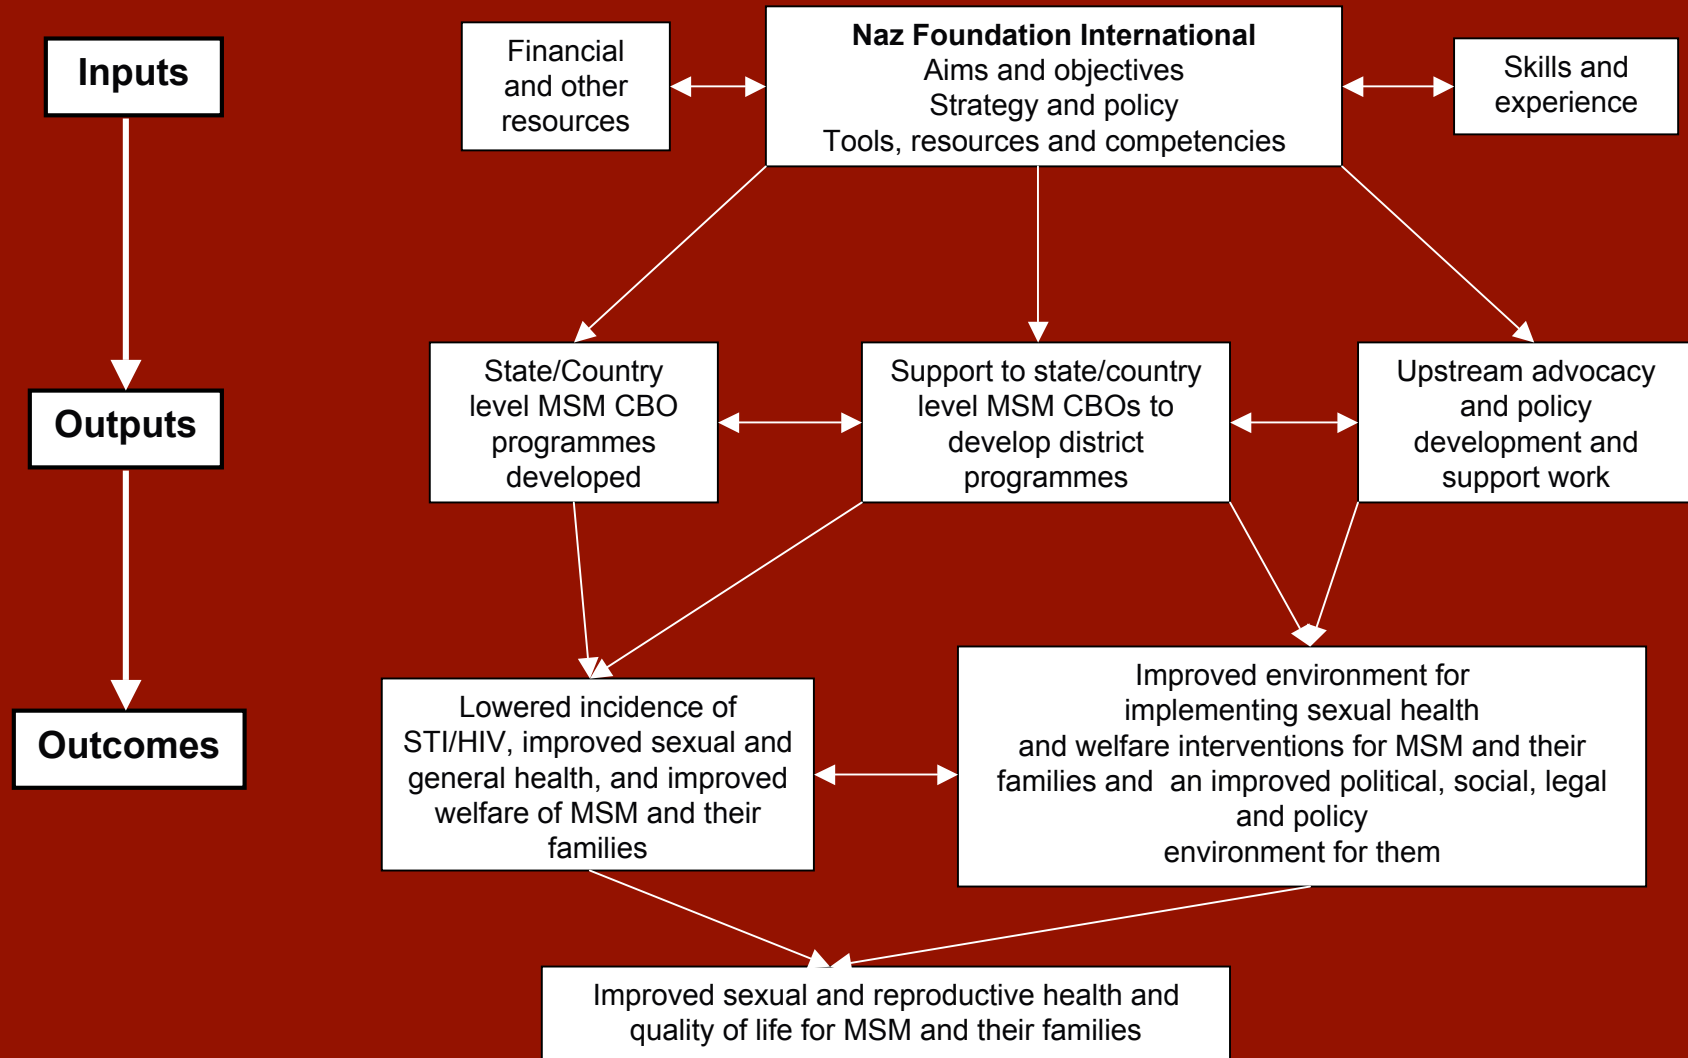 Inputs
Financial
and other
resources
Naz Foundation International
Aims and objectives
Strategy and policy
Tools, resources and competencies
Skills and
experience
Outputs
State/Country
level MSM CBO
programmes
developed
Support to state/country
level MSM CBOs to
develop district
programmes
Upstream advocacy
and policy
development and
support work
Outcomes
Lowered incidence of
STI/HIV, improved sexual and
general health, and improved
welfare of MSM and their
families
Improved environment for
implementing sexual health
and welfare interventions for MSM and their
families and  an improved political, social, legal
and policy
environment for them
Improved sexual and reproductive health and
quality of life for MSM and their families